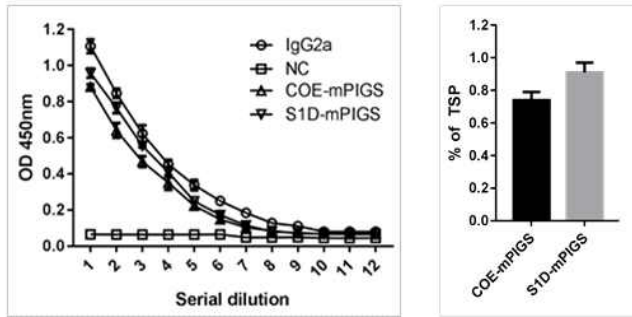 1.2
1.0
0.8
0.6
0.4
0.2
0.0
OD 450nm
IgG2a
NC
COE-mPIGS
S1D-mPIGS
1 2 3 4 5 6 7 8 9 10 11 12
Serial dilution
1.2
1.0
0.8
0.6
0.4
0.2
0.0
% of TSP
COE-mPIGS
S1D-mPIGS